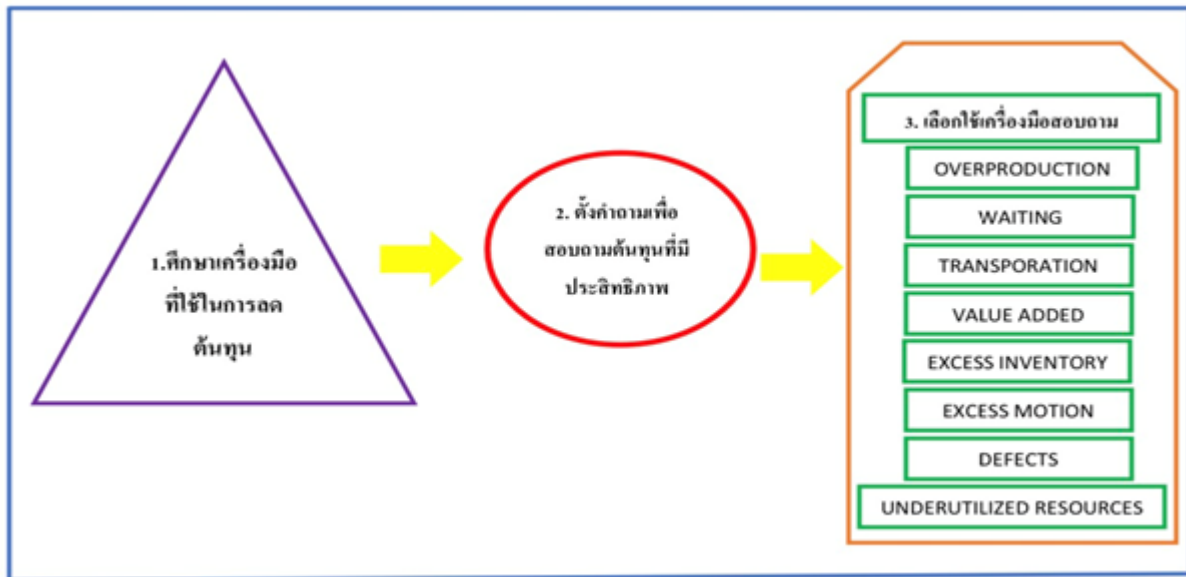 1.ศึกษาเครื่องมือ
ที่ใช้ในการลด
ต้นทุน
2. ตั้งคำถามเพื่อ
สอบถามต้นทุนที่มี
ประสิทธิภาพ
3. เลือกใช้เครื่องมือสอบถาม
OVERPRODUCTION
WAITING
TRANSPORATION
VALUE ADDED
EXCESS INVENTORY
EXCESS MOTION
DEFECTS
UNDERUTILIZED RESOURCES